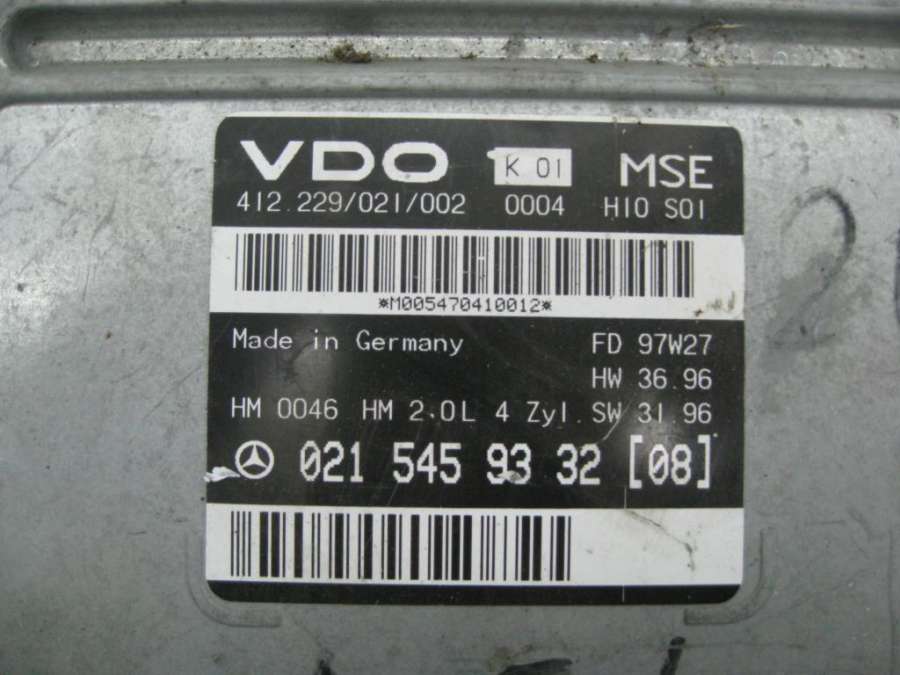 VDO K 01 MSE
412.229/021/002 0004 H10 S01
*M005470410012*
Made in Germany FD 97W27
HW 36.96
HM 0046 HM 2.0L 4 Zyl. SW 31.96
021 545 93 32 [08]
2